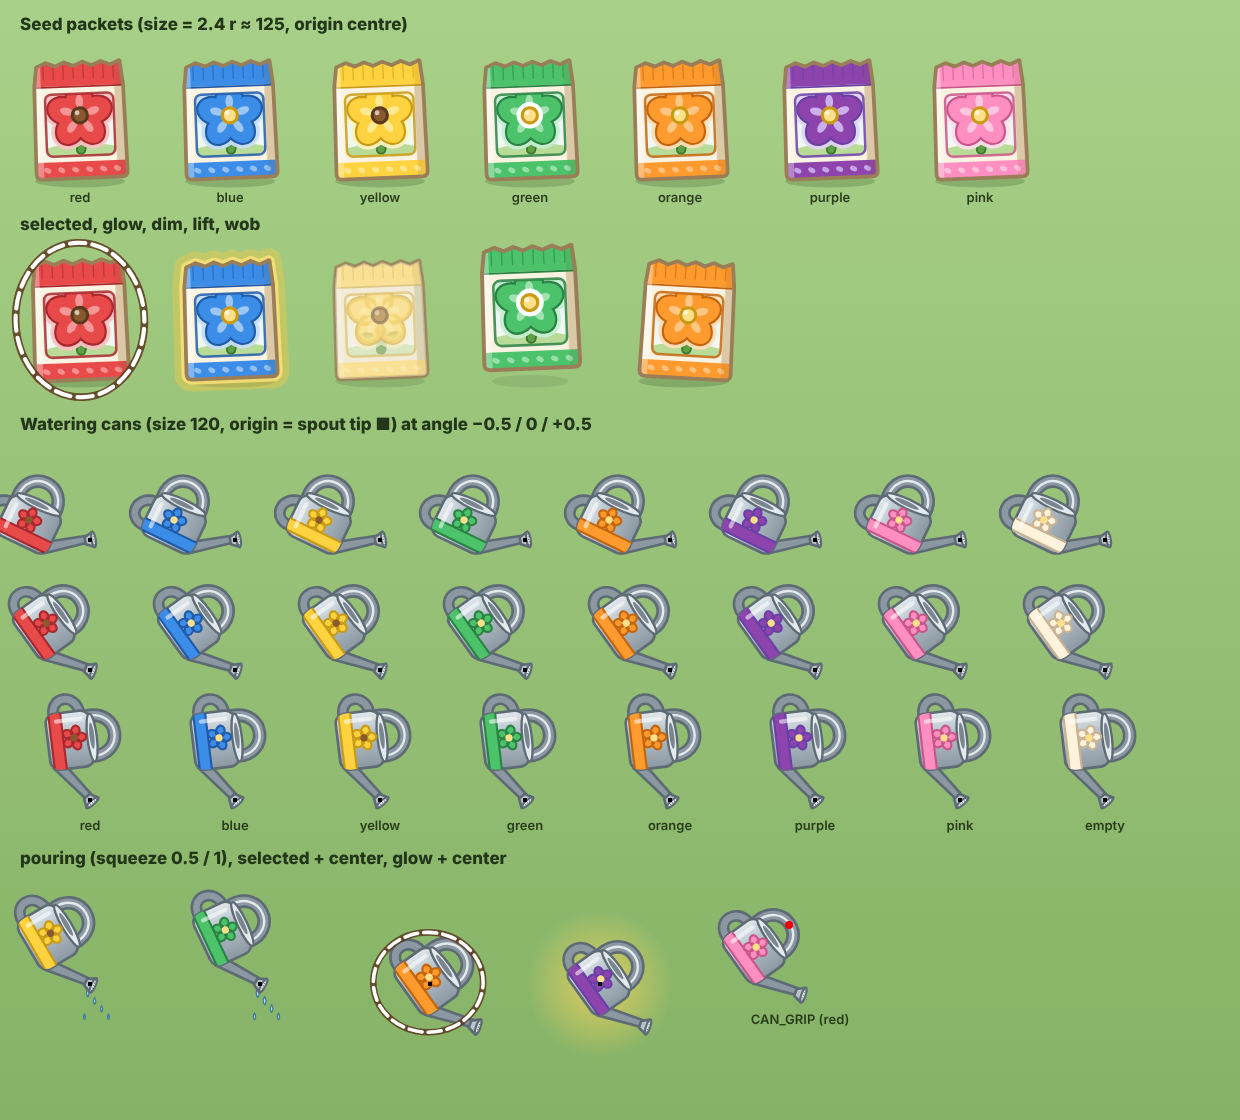 Seed packets (size = 2.4 r ≈ 125, origin centre)
red blue yellow green orange purple pink
selected, glow, dim, lift, wob
Watering cans (size 120, origin = spout tip ■) at angle −0.5 / 0 / +0.5
red blue yellow green orange purple pink empty
pouring (squeeze 0.5 / 1), selected + center, glow + center
CAN_GRIP (red)